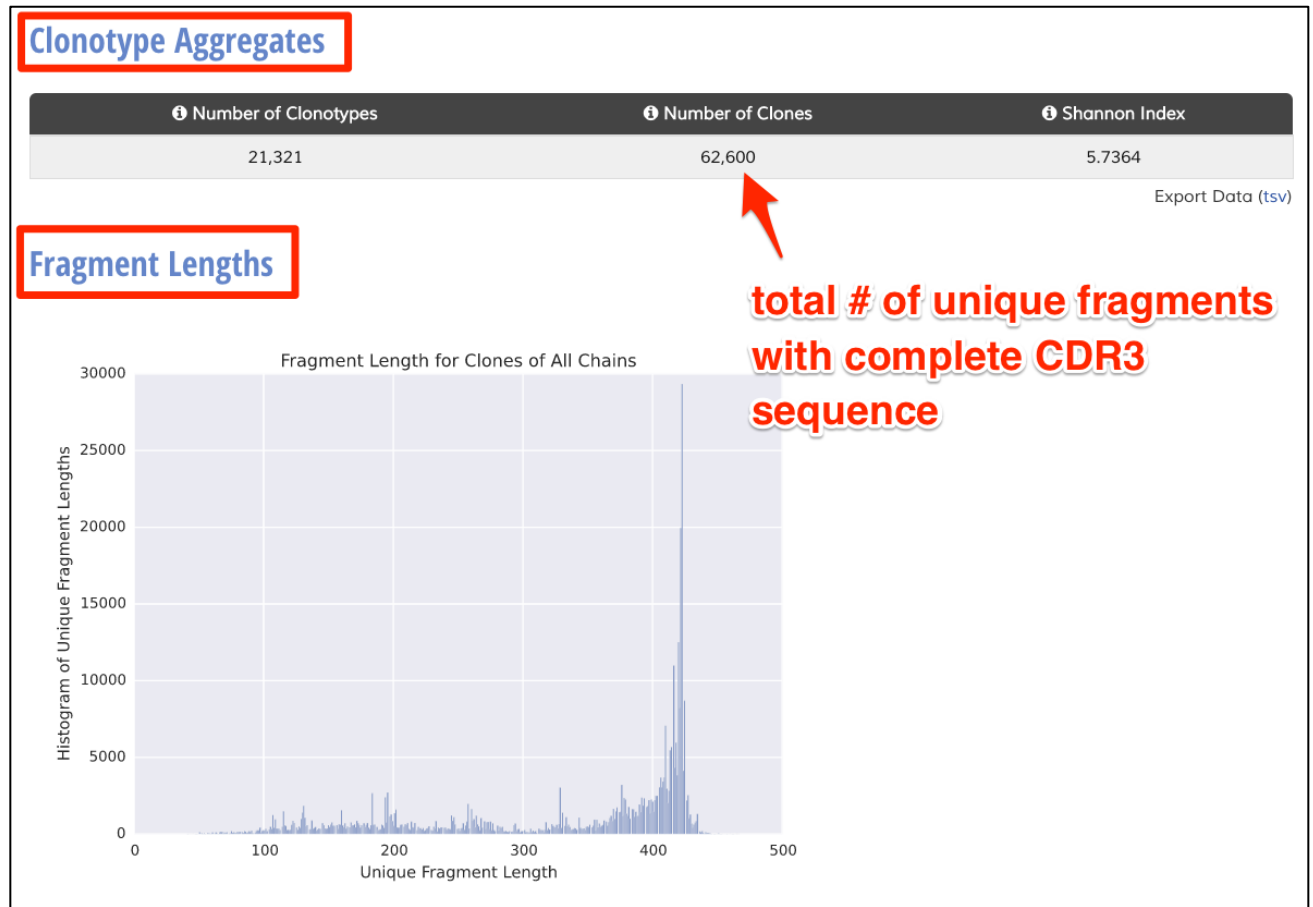 Clonotype Aggregates
Number of Clonotypes Number of Clones Shannon Index
21,321 62,600 5.7364
Export Data (tsv)
Fragment Lengths
total # of unique fragments
with complete CDR3
sequence
Fragment Length for Clones of All Chains
Histogram of Unique Fragment Lengths
30000
25000
20000
15000
10000
5000
0
0 100 200 300 400 500
Unique Fragment Length